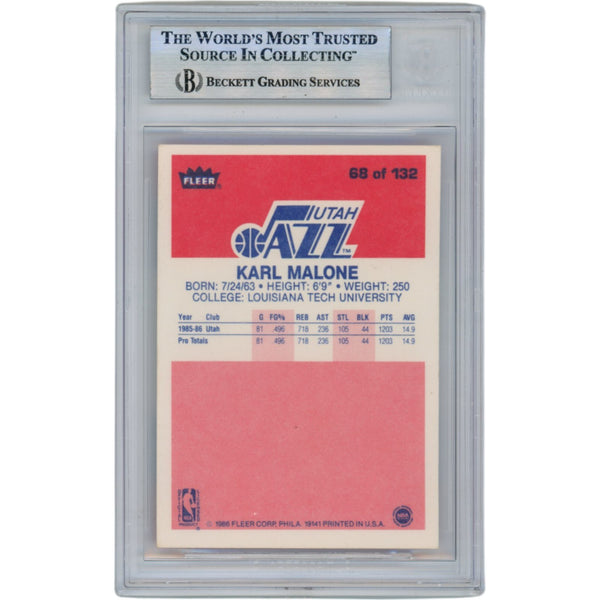 THE WORLD'S MOST TRUSTED
SOURCE IN COLLECTING™
B BECKETT GRADING SERVICES
FLEER®
68 of 132
UTAH
JAZZ™
KARL MALONE
BORN: 7/24/63 • HEIGHT: 6'9" • WEIGHT: 250
COLLEGE: LOUISIANA TECH UNIVERSITY
Year Club G FG% REB AST STL BLK PTS AVG
1985-86 Utah 81 .496 718 236 105 44 1203 14.9
Pro Totals 81 .496 718 236 105 44 1203 14.9
NBA
© 1986 FLEER CORP., PHILA. 19141 PRINTED IN U.S.A.